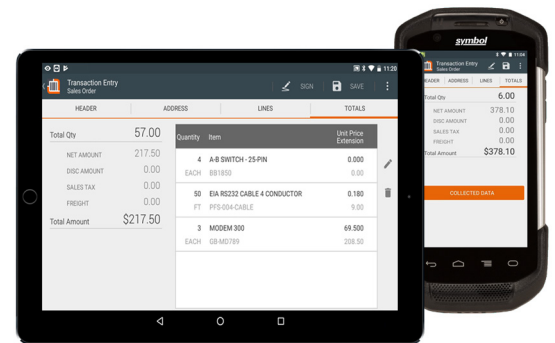 11:20
Transaction Entry
Sales Order
SIGN
SAVE
HEADER
ADDRESS
LINES
TOTALS
Total Qty 57.00
NET AMOUNT 217.50
DISC AMOUNT 0.00
SALES TAX 0.00
FREIGHT 0.00
Total Amount $217.50
Quantity Item Unit Price
Extension
4 A-B SWITCH - 25-PIN 0.000
EACH BB1850 0.00
50 EIA RS232 CABLE 4 CONDUCTOR 0.180
FT PFS-004-CABLE 9.00
3 MODEM 300 69.500
EACH GB-MD789 208.50
symbol
11:04
Transaction Entry
Sales Order
HEADER ADDRESS LINES TOTALS
Total Qty 6.00
NET AMOUNT 378.10
DISC AMOUNT 0.00
SALES TAX 0.00
FREIGHT 0.00
Total Amount $378.10
COLLECTED DATA